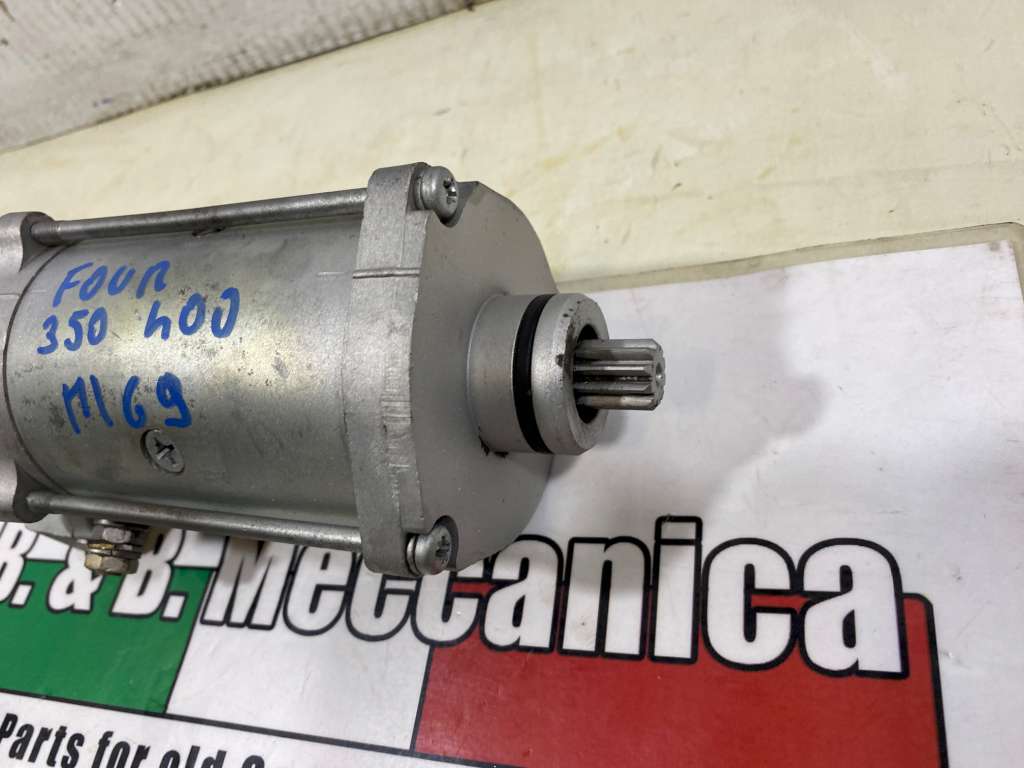 FOUR
350 400
M169
B. & B. Meccanica
Parts for old